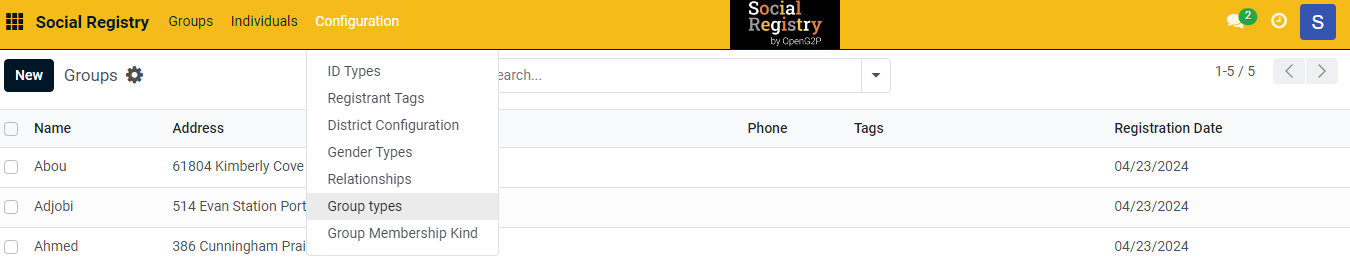 Social Registry Groups Individuals Configuration
Social
Registry
by OpenG2P
2
S
New Groups
earch...
1-5 / 5
ID Types
Registrant Tags
District Configuration
Gender Types
Relationships
Group types
Group Membership Kind
Name Address Phone Tags Registration Date
Abou 61804 Kimberly Cove 04/23/2024
Adjobi 514 Evan Station Port 04/23/2024
Ahmed 386 Cunningham Prai 04/23/2024